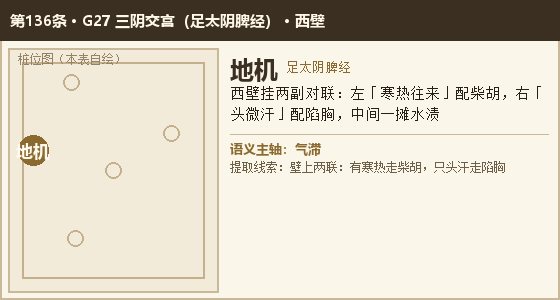 第136条·G27 三阴交宫（足太阴脾经）·西壁
桩位图（本表自绘）
地机
地机 足太阴脾经
西壁挂两副对联：左「寒热往来」配柴胡，右「
头微汗」配陷胸，中间一摊水渍
语义主轴：气滞
提取线索：壁上两联：有寒热走柴胡，只头汗走陷胸